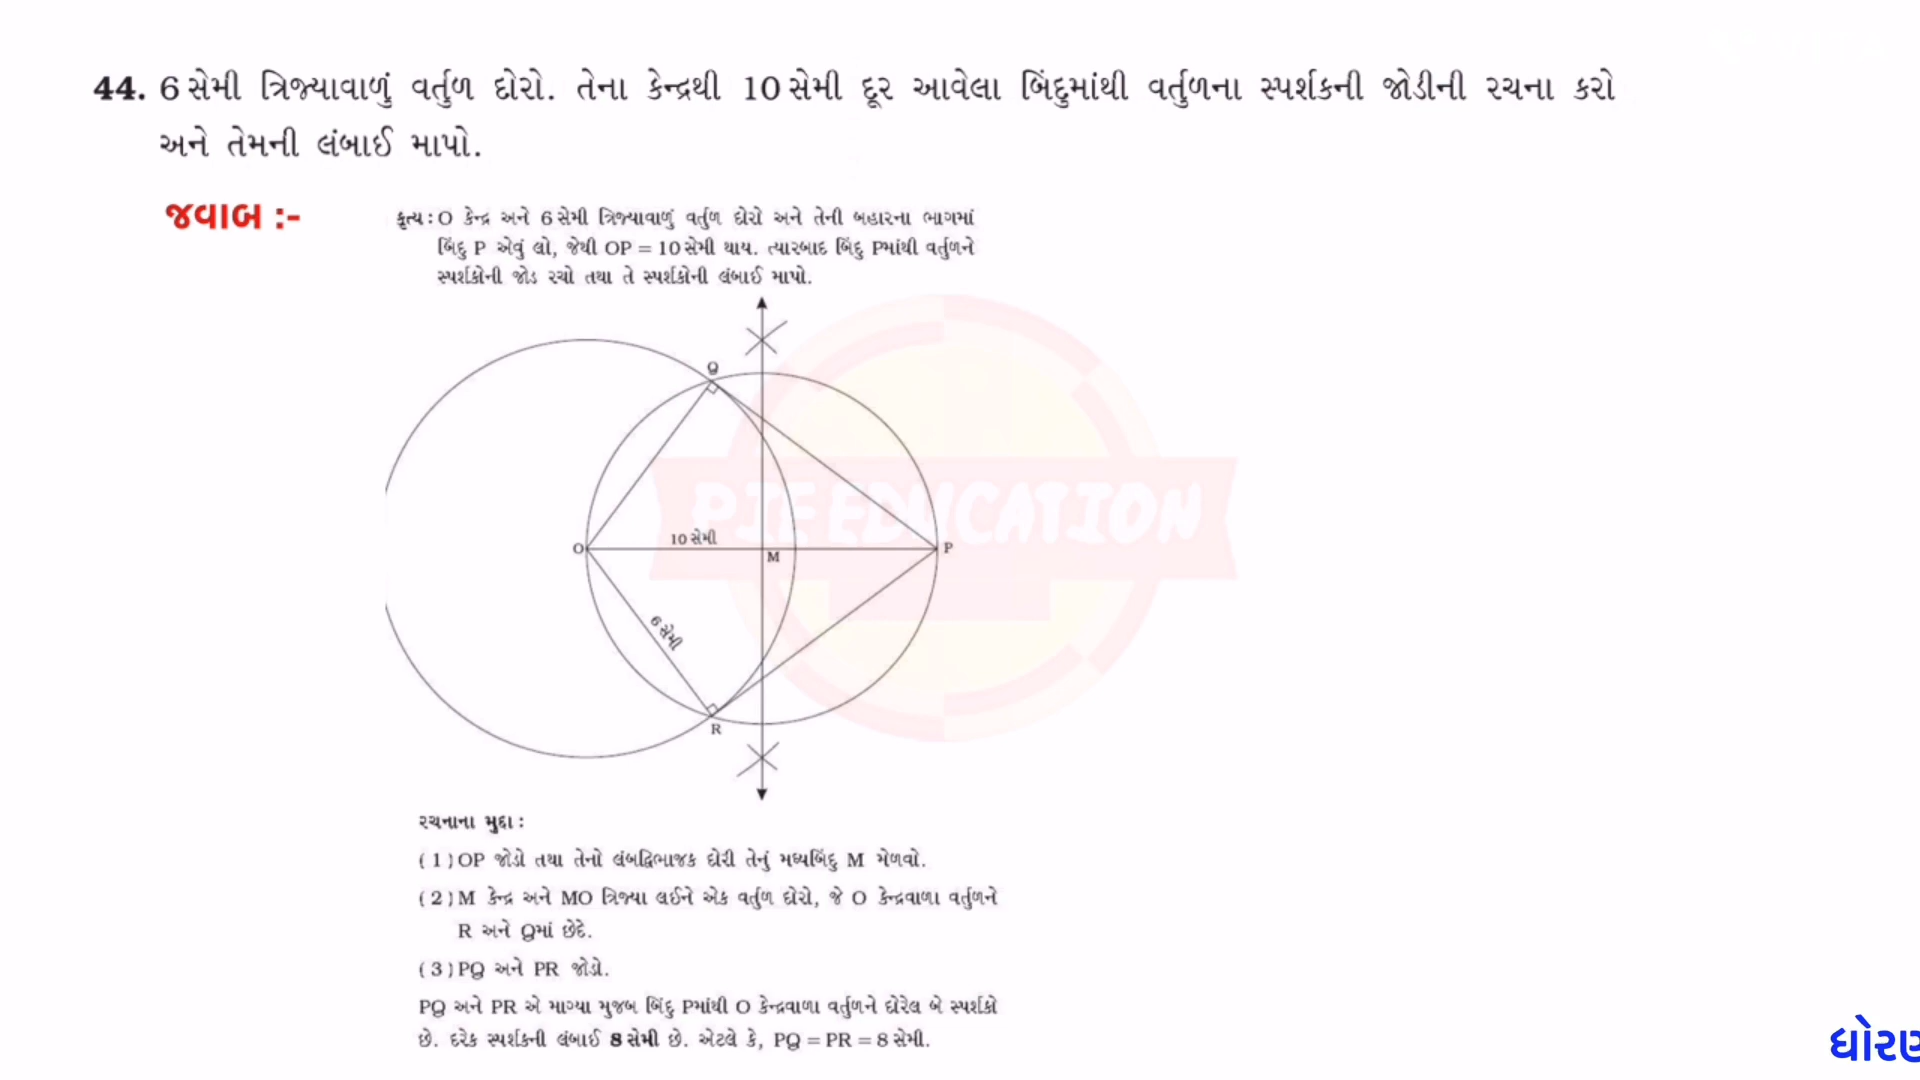 44. 6 સેમી ત્રિજ્યાવાળું વર્તુળ દોરો. તેના કેન્દ્રથી 10 સેમી દૂર આવેલા બિંદુમાંથી વર્તુળના સ્પર્શકની જોડીની રચના કરો
અને તેમની લંબાઈ માપો.
જવાબ :-
કૃત્ય : O કેન્દ્ર અને 6 સેમી ત્રિજ્યાવાળું વર્તુળ દોરો અને તેની બહારના ભાગમાં
બિંદુ P એવું લો, જેથી OP = 10 સેમી થાય. ત્યારબાદ બિંદુ Pમાંથી વર્તુળને
સ્પર્શકોની જોડ રચો તથા તે સ્પર્શકોની લંબાઈ માપો.
Q
PIE EDUCATION
10 સેમી
O
M
P
6 સેમી
R
રચનાના મુદ્દા :
( 1 ) OP જોડો તથા તેનો લંબદ્વિભાજક દોરી તેનું મધ્યબિંદુ M મેળવો.
( 2 ) M કેન્દ્ર અને MO ત્રિજ્યા લઈને એક વર્તુળ દોરો, જે O કેન્દ્રવાળા વર્તુળને
R અને Qમાં છેદે.
( 3 ) PQ અને PR જોડો.
PQ અને PR એ માગ્યા મુજબ બિંદુ Pમાંથી O કેન્દ્રવાળા વર્તુળને દોરેલ બે સ્પર્શકો
છે. દરેક સ્પર્શકની લંબાઈ 8 સેમી છે. એટલે કે, PQ = PR = 8 સેમી.
ધોરણ